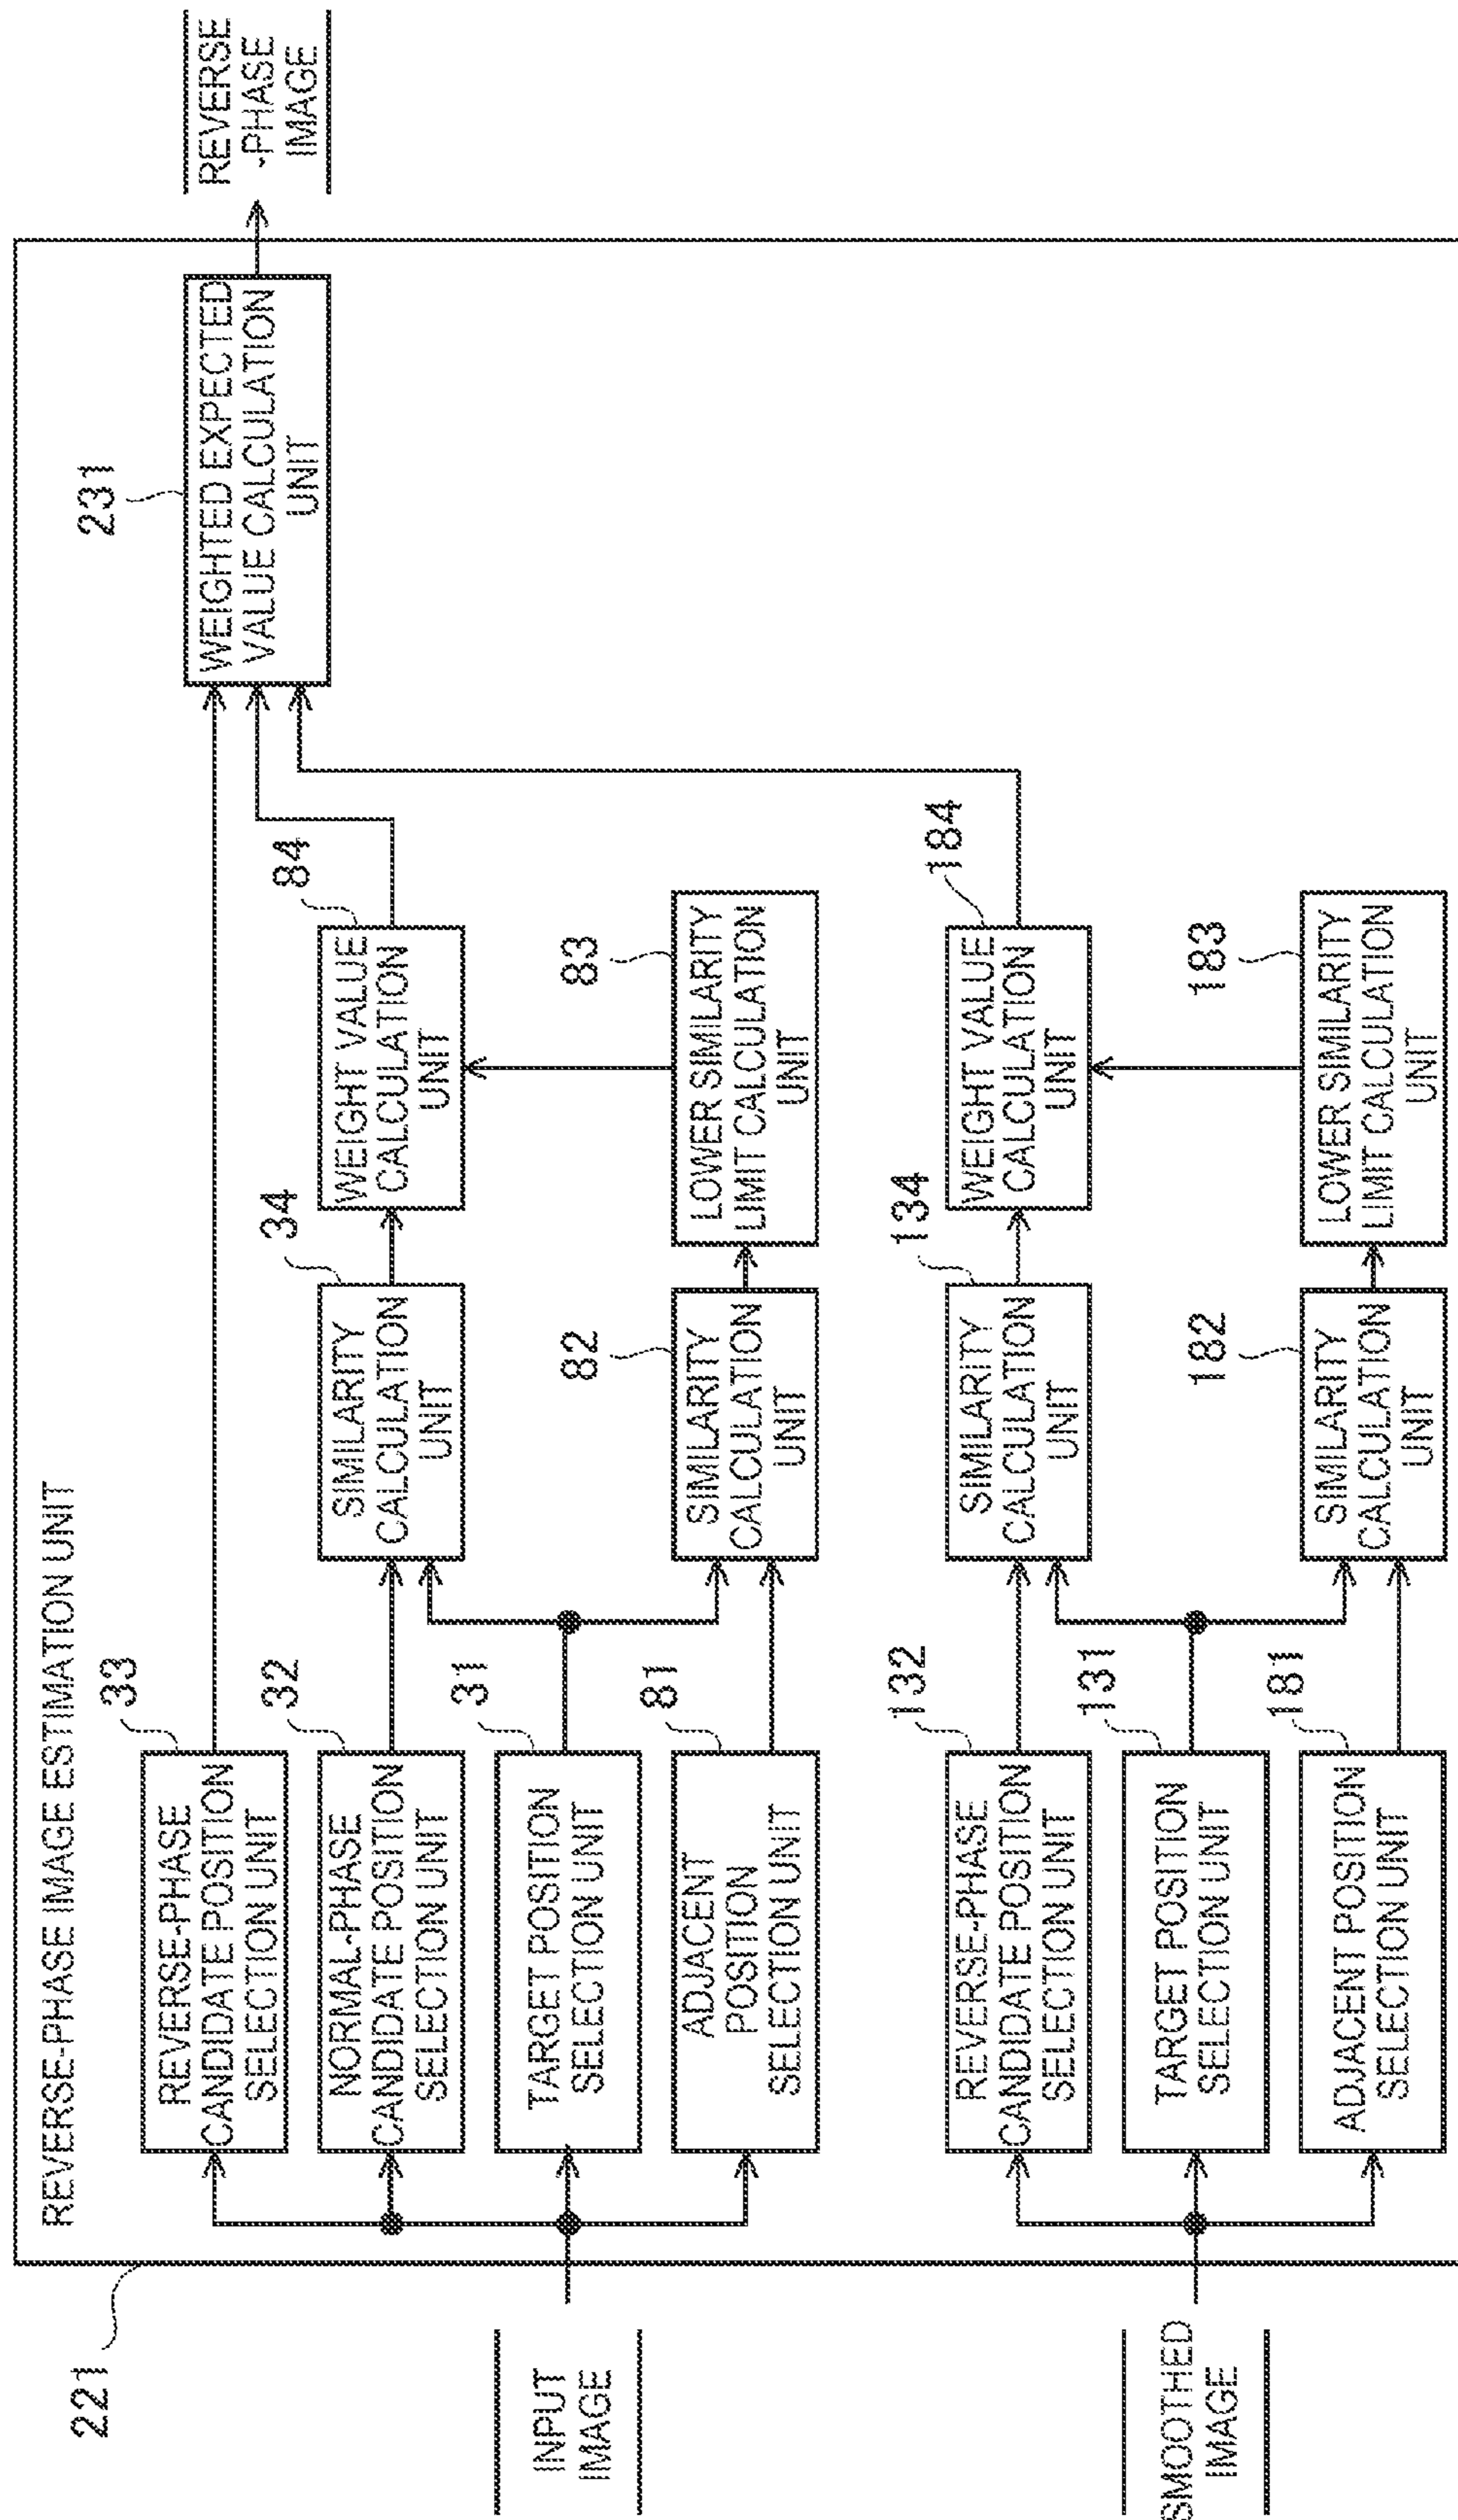 221
REVERSE-PHASE IMAGE ESTIMATION UNIT
INPUT
IMAGE
SMOOTHED
IMAGE
33
REVERSE-PHASE
CANDIDATE POSITION
SELECTION UNIT
32
NORMAL-PHASE
CANDIDATE POSITION
SELECTION UNIT
31
TARGET POSITION
SELECTION UNIT
81
ADJACENT
POSITION
SELECTION UNIT
132
REVERSE-PHASE
CANDIDATE POSITION
SELECTION UNIT
131
TARGET POSITION
SELECTION UNIT
181
ADJACENT POSITION
SELECTION UNIT
34
SIMILARITY
CALCULATION
UNIT
82
SIMILARITY
CALCULATION
UNIT
134
SIMILARITY
CALCULATION
UNIT
182
SIMILARITY
CALCULATION
UNIT
84
WEIGHT VALUE
CALCULATION
UNIT
83
LOWER SIMILARITY
LIMIT CALCULATION
UNIT
184
WEIGHT VALUE
CALCULATION
UNIT
183
LOWER SIMILARITY
LIMIT CALCULATION
UNIT
231
WEIGHTED EXPECTED
VALUE CALCULATION
UNIT
REVERSE
-PHASE
IMAGE